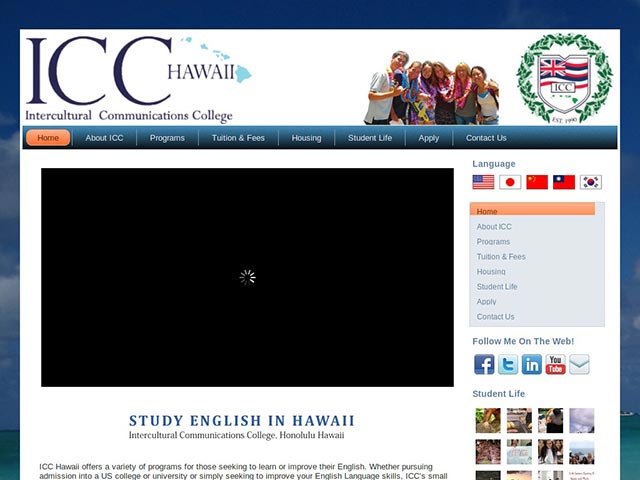 ICC HAWAII
Intercultural Communications College
ICC
EST. 1990
Home About ICC Programs Tuition & Fees Housing Student Life Apply Contact Us
Language
Home
About ICC
Programs
Tuition & Fees
Housing
Student Life
Apply
Contact Us
Follow Me On The Web!
You Tube
Student Life
STUDY ENGLISH IN HAWAII
Intercultural Communications College, Honolulu Hawaii
ICC Hawaii offers a variety of programs for those seeking to learn or improve their English. Whether pursuing
admission into a US college or university or simply seeking to improve your English Language skills, ICC's small